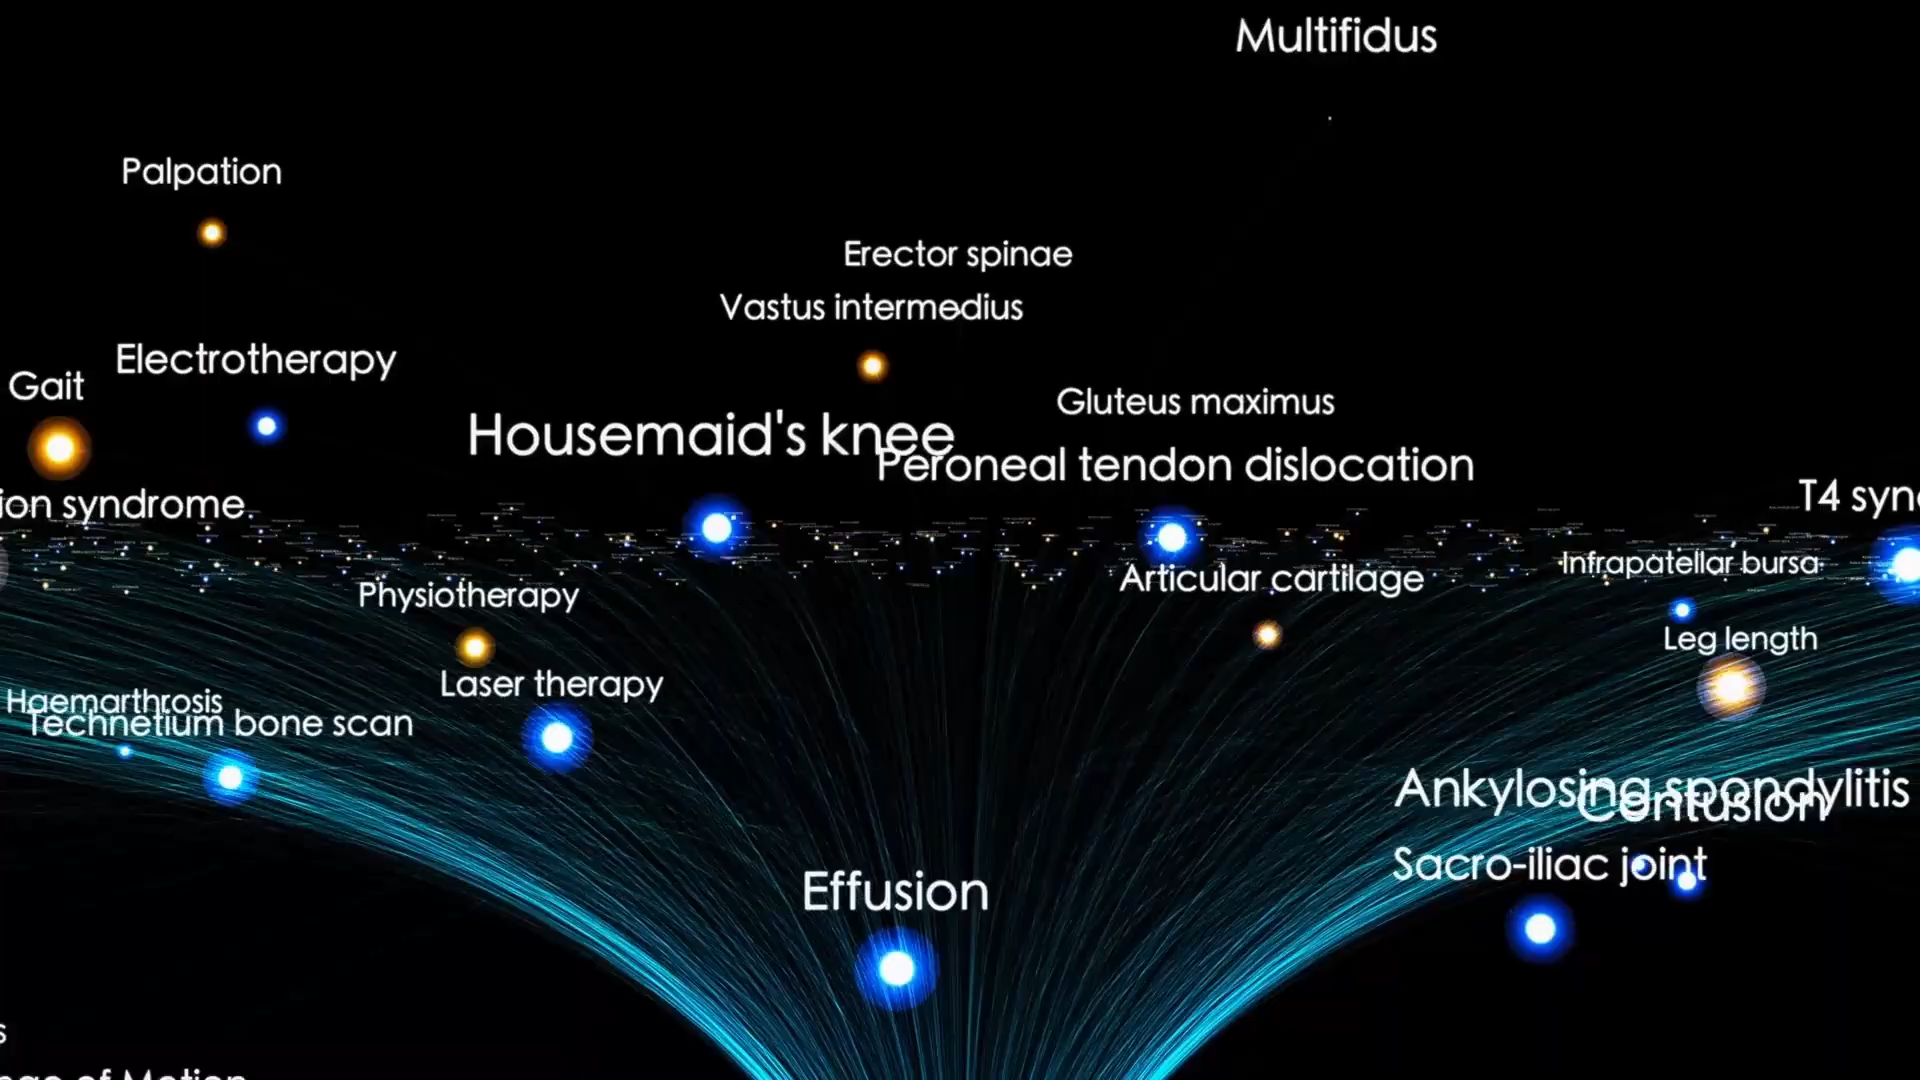 Multifidus
Palpation
Erector spinae
Vastus intermedius
Electrotherapy
Gait
Gluteus maximus
Housemaid's knee
Peroneal tendon dislocation
T4 syn
ion syndrome
Infrapatellar bursa
Articular cartilage
Physiotherapy
Leg length
Laser therapy
Haemarthrosis
Technetium bone scan
Ankylosing spondylitis
Contusion
Sacro-iliac joint
Effusion
s
of Motion